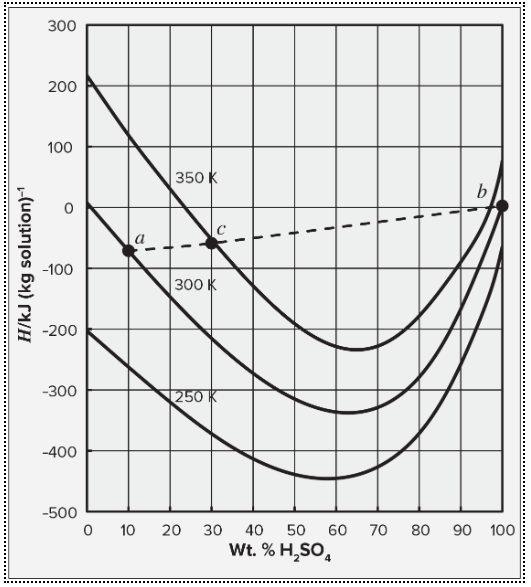 300
200
100
0
-100
-200
-300
-400
-500
H/kJ (kg solution)⁻¹
350 K
300 K
250 K
a
c
b
0 10 20 30 40 50 60 70 80 90 100
Wt. % H₂SO₄